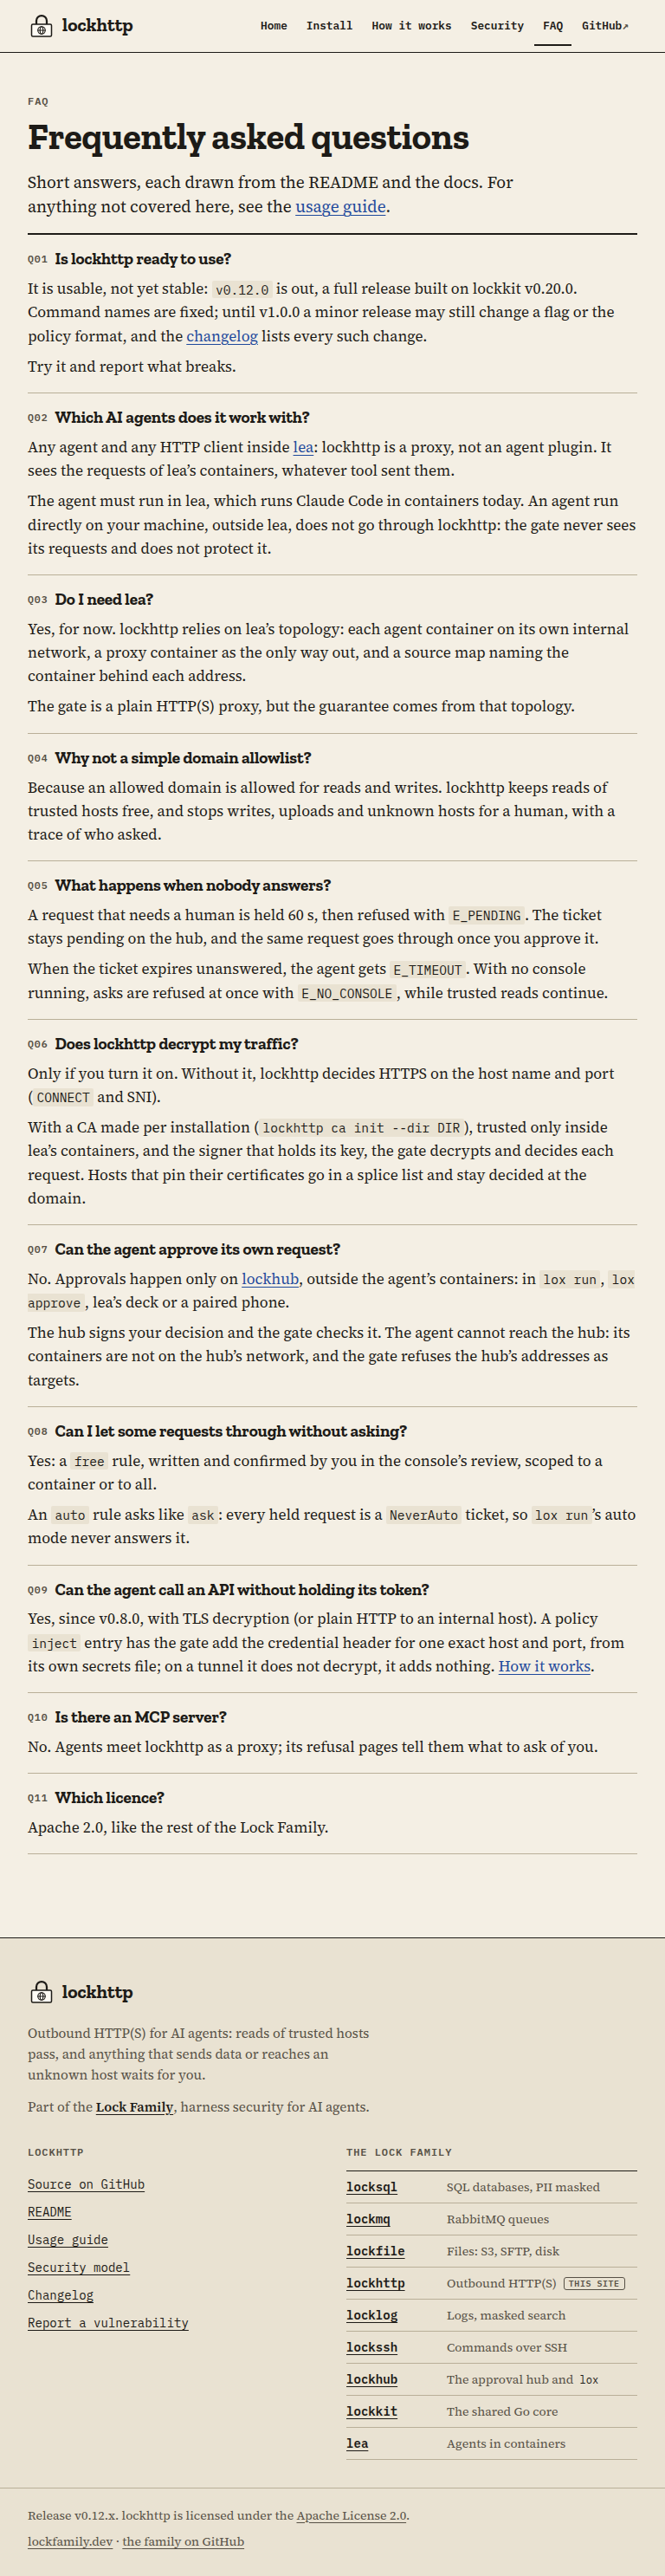 lockhttp
Home Install How it works Security FAQ GitHub↗
FAQ
Frequently asked questions
Short answers, each drawn from the README and the docs. For
anything not covered here, see the usage guide.
Q01 Is lockhttp ready to use?
It is usable, not yet stable: v0.12.0 is out, a full release built on lockkit v0.20.0.
Command names are fixed; until v1.0.0 a minor release may still change a flag or the
policy format, and the changelog lists every such change.
Try it and report what breaks.
Q02 Which AI agents does it work with?
Any agent and any HTTP client inside lea: lockhttp is a proxy, not an agent plugin. It
sees the requests of lea’s containers, whatever tool sent them.
The agent must run in lea, which runs Claude Code in containers today. An agent run
directly on your machine, outside lea, does not go through lockhttp: the gate never sees
its requests and does not protect it.
Q03 Do I need lea?
Yes, for now. lockhttp relies on lea’s topology: each agent container on its own internal
network, a proxy container as the only way out, and a source map naming the
container behind each address.
The gate is a plain HTTP(S) proxy, but the guarantee comes from that topology.
Q04 Why not a simple domain allowlist?
Because an allowed domain is allowed for reads and writes. lockhttp keeps reads of
trusted hosts free, and stops writes, uploads and unknown hosts for a human, with a
trace of who asked.
Q05 What happens when nobody answers?
A request that needs a human is held 60 s, then refused with E_PENDING. The ticket
stays pending on the hub, and the same request goes through once you approve it.
When the ticket expires unanswered, the agent gets E_TIMEOUT. With no console
running, asks are refused at once with E_NO_CONSOLE, while trusted reads continue.
Q06 Does lockhttp decrypt my traffic?
Only if you turn it on. Without it, lockhttp decides HTTPS on the host name and port
(CONNECT and SNI).
With a CA made per installation (lockhttp ca init --dir DIR), trusted only inside
lea’s containers, and the signer that holds its key, the gate decrypts and decides each
request. Hosts that pin their certificates go in a splice list and stay decided at the
domain.
Q07 Can the agent approve its own request?
No. Approvals happen only on lockhub, outside the agent’s containers: in lox run, lox
approve, lea’s deck or a paired phone.
The hub signs your decision and the gate checks it. The agent cannot reach the hub: its
containers are not on the hub’s network, and the gate refuses the hub’s addresses as
targets.
Q08 Can I let some requests through without asking?
Yes: a free rule, written and confirmed by you in the console’s review, scoped to a
container or to all.
An auto rule asks like ask: every held request is a NeverAuto ticket, so lox run’s auto
mode never answers it.
Q09 Can the agent call an API without holding its token?
Yes, since v0.8.0, with TLS decryption (or plain HTTP to an internal host). A policy
inject entry has the gate add the credential header for one exact host and port, from
its own secrets file; on a tunnel it does not decrypt, it adds nothing. How it works.
Q10 Is there an MCP server?
No. Agents meet lockhttp as a proxy; its refusal pages tell them what to ask of you.
Q11 Which licence?
Apache 2.0, like the rest of the Lock Family.
lockhttp
Outbound HTTP(S) for AI agents: reads of trusted hosts
pass, and anything that sends data or reaches an
unknown host waits for you.
Part of the Lock Family, harness security for AI agents.
LOCKHTTP
Source on GitHub
README
Usage guide
Security model
Changelog
Report a vulnerability
THE LOCK FAMILY
locksql SQL databases, PII masked
lockmq RabbitMQ queues
lockfile Files: S3, SFTP, disk
lockhttp Outbound HTTP(S) THIS SITE
locklog Logs, masked search
lockssh Commands over SSH
lockhub The approval hub and lox
lockkit The shared Go core
lea Agents in containers
Release v0.12.x. lockhttp is licensed under the Apache License 2.0.
lockfamily.dev · the family on GitHub